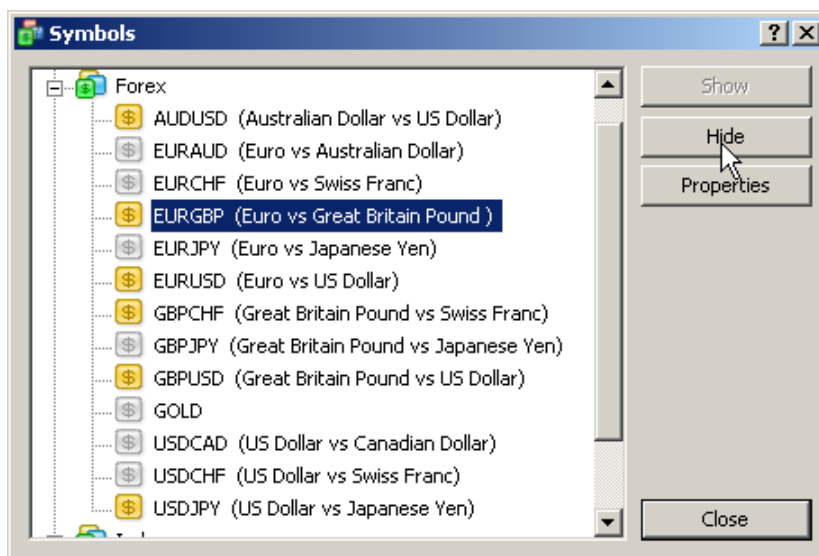 Symbols
Forex
AUDUSD (Australian Dollar vs US Dollar)
EURAUD (Euro vs Australian Dollar)
EURCHF (Euro vs Swiss Franc)
EURGBP (Euro vs Great Britain Pound )
EURJPY (Euro vs Japanese Yen)
EURUSD (Euro vs US Dollar)
GBPCHF (Great Britain Pound vs Swiss Franc)
GBPJPY (Great Britain Pound vs Japanese Yen)
GBPUSD (Great Britain Pound vs US Dollar)
GOLD
USDCAD (US Dollar vs Canadian Dollar)
USDCHF (US Dollar vs Swiss Franc)
USDJPY (US Dollar vs Japanese Yen)
Show
Hide
Properties
Close